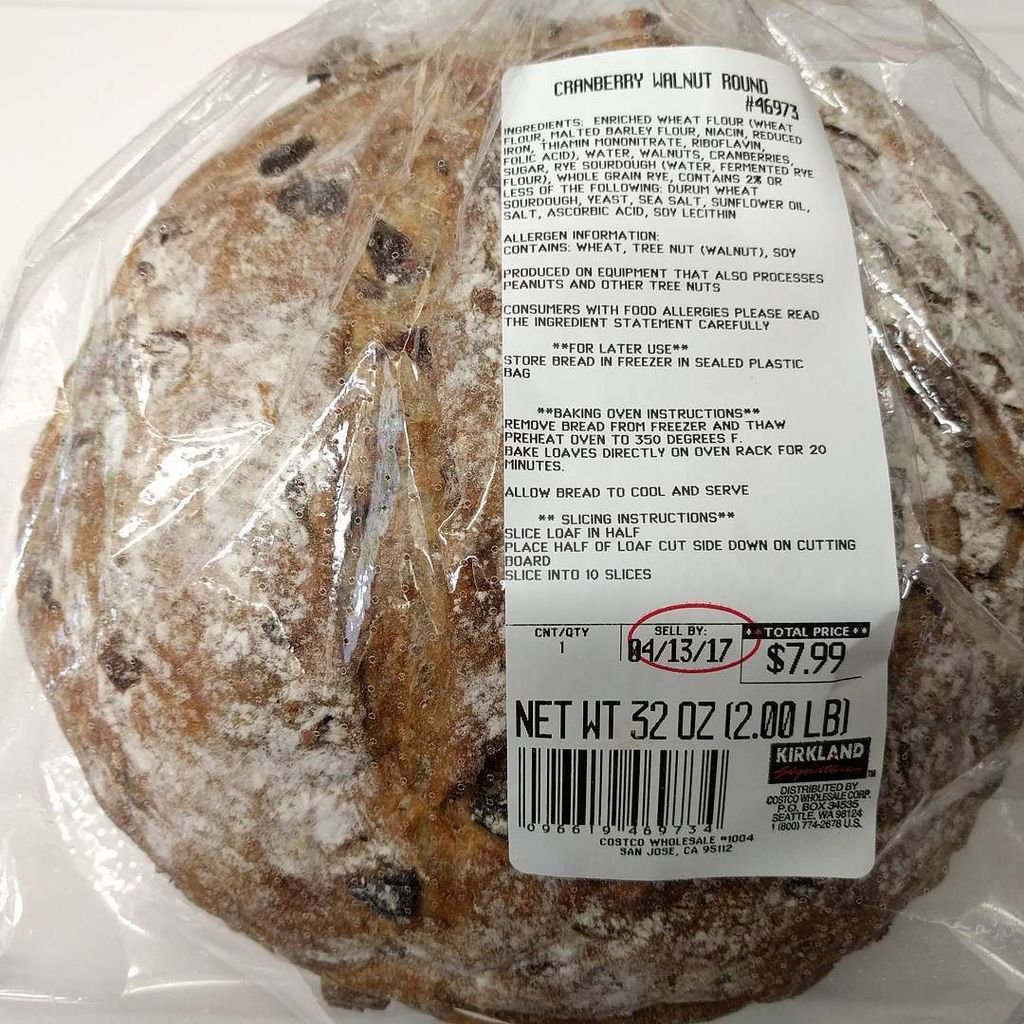 CRANBERRY WALNUT ROUND
#46973
INGREDIENTS: ENRICHED WHEAT FLOUR (WHEAT
FLOUR, MALTED BARLEY FLOUR, NIACIN, REDUCED
IRON, THIAMIN MONONITRATE, RIBOFLAVIN,
FOLIC ACID), WATER, WALNUTS, CRANBERRIES,
SUGAR, RYE SOURDOUGH (WATER, FERMENTED RYE
FLOUR), WHOLE GRAIN RYE, CONTAINS 2% OR
LESS OF THE FOLLOWING: DURUM WHEAT
SOURDOUGH, YEAST, SEA SALT, SUNFLOWER OIL,
SALT, ASCORBIC ACID, SOY LECITHIN
ALLERGEN INFORMATION:
CONTAINS: WHEAT, TREE NUT (WALNUT), SOY
PRODUCED ON EQUIPMENT THAT ALSO PROCESSES
PEANUTS AND OTHER TREE NUTS
CONSUMERS WITH FOOD ALLERGIES PLEASE READ
THE INGREDIENT STATEMENT CAREFULLY
**FOR LATER USE**
STORE BREAD IN FREEZER IN SEALED PLASTIC
BAG
**BAKING OVEN INSTRUCTIONS**
REMOVE BREAD FROM FREEZER AND THAW
PREHEAT OVEN TO 350 DEGREES F.
BAKE LOAVES DIRECTLY ON OVEN RACK FOR 20
MINUTES.
ALLOW BREAD TO COOL AND SERVE
** SLICING INSTRUCTIONS**
SLICE LOAF IN HALF
PLACE HALF OF LOAF CUT SIDE DOWN ON CUTTING
BOARD
SLICE INTO 10 SLICES
CNT/QTY
1
SELL BY:
04/13/17
**TOTAL PRICE**
$7.99
NET WT 32 OZ (2.00 LB)
KIRKLAND
Signature™
DISTRIBUTED BY
COSTCO WHOLESALE CORP.
P.O. BOX 34535
SEATTLE, WA 98124
1 (800) 774-2678 U.S.
0 96619 46973 4
COSTCO WHOLESALE #1004
SAN JOSE, CA 95112